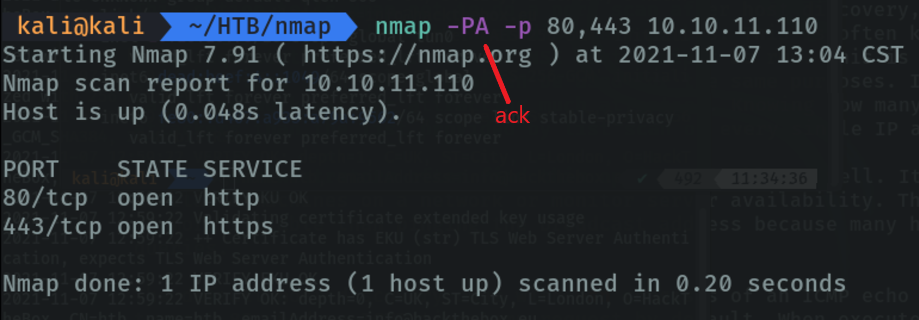 kali@kali ~/HTB/nmap nmap -PA -p 80,443 10.10.11.110
Starting Nmap 7.91 ( https://nmap.org ) at 2021-11-07 13:04 CST
Nmap scan report for 10.10.11.110
Host is up (0.048s latency).
ack
PORT STATE SERVICE
80/tcp open http
443/tcp open https
Nmap done: 1 IP address (1 host up) scanned in 0.20 seconds